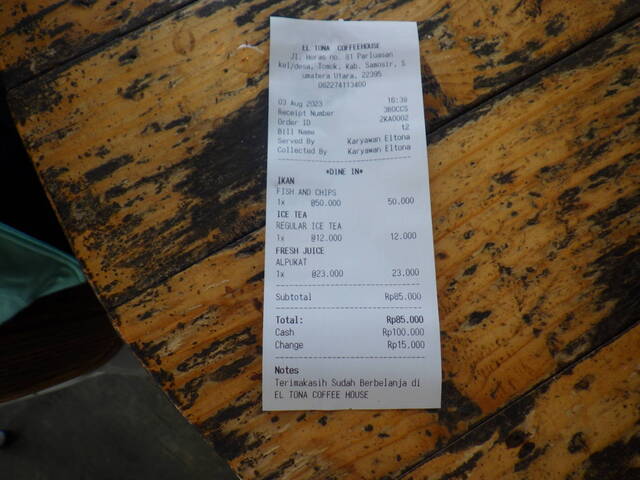 EL TONA COFFEEHOUSE
Jl. Heras no. 81 Parluasan
kel/desa, Tomok, Kab. Samosir, S
umatera Utara, 22395
082274113400
03 Aug 2023 16:38
Receipt Number 380CCS
Order ID 2KA0002
Bill Name t2
Served By Karyawan Eltona
Collected By Karyawan Eltona
*DINE IN*
IKAN
FISH AND CHIPS
1x @50.000 50.000
ICE TEA
REGULAR ICE TEA
1x @12.000 12.000
FRESH JUICE
ALPUKAT
1x @23.000 23.000
Subtotal Rp85.000
Total: Rp85.000
Cash Rp100.000
Change Rp15.000
Notes
Terimakasih Sudah Berbelanja di
EL TONA COFFEE HOUSE